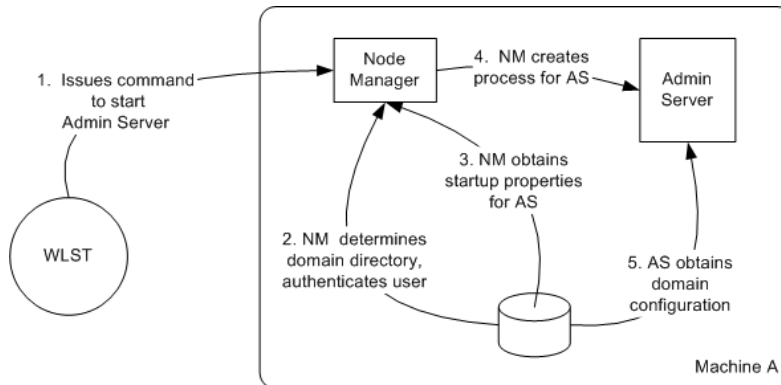 Node
Manager
4. NM creates
process for AS
Admin
Server
1. Issues command
to start
Admin Server
3. NM obtains
startup properties
for AS
WLST
2. NM determines
domain directory,
authenticates user
5. AS obtains
domain
configuration
Machine A